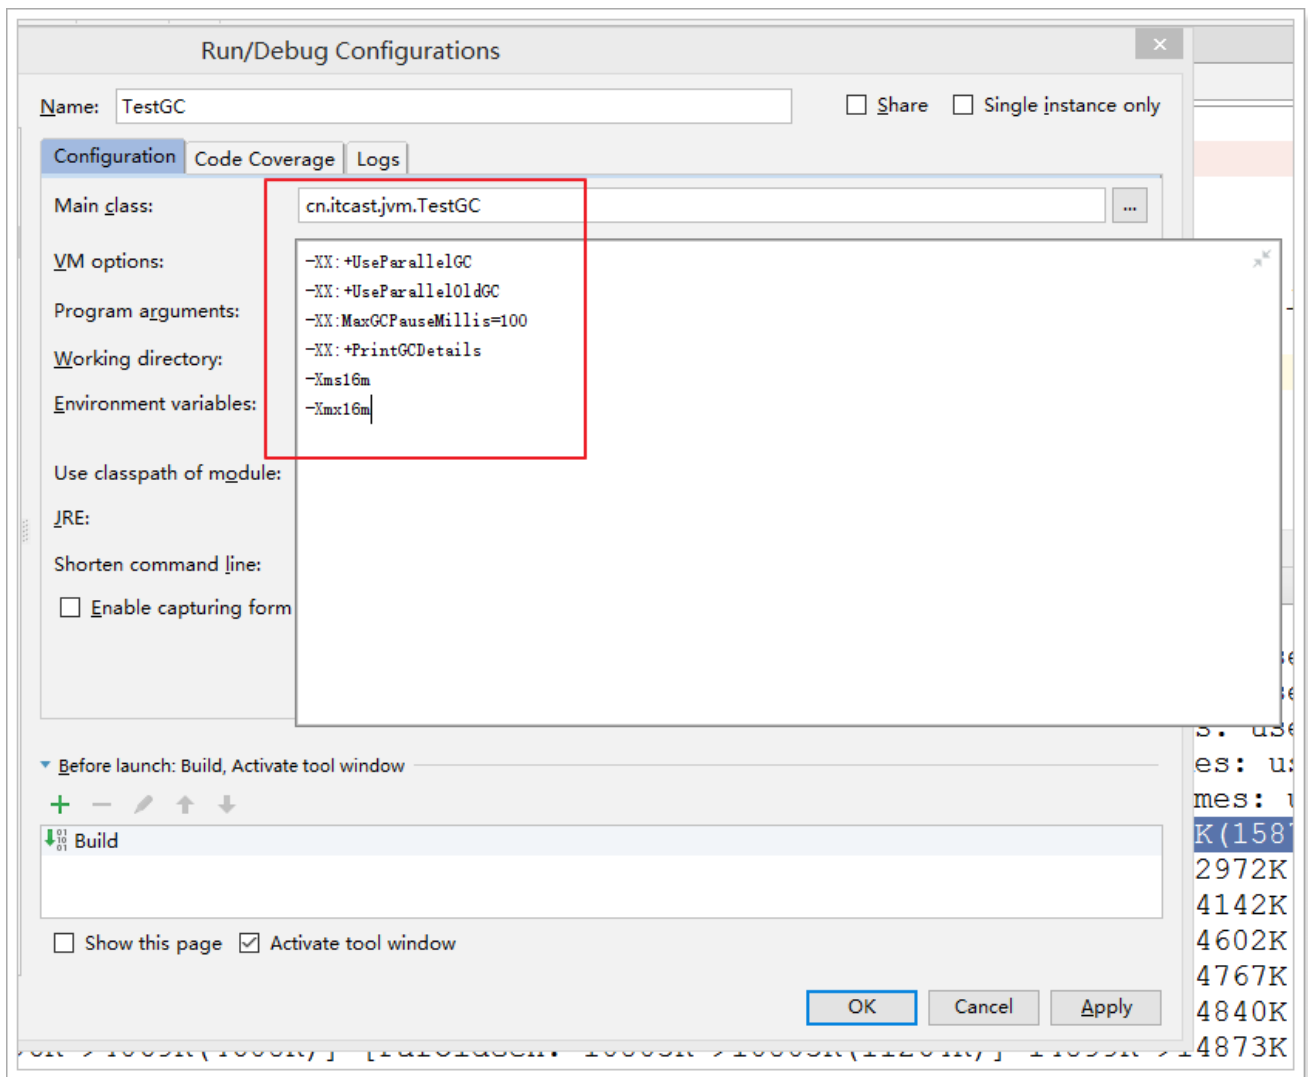 Run/Debug Configurations
Name: TestGC
Share
Single instance only
Configuration
Code Coverage
Logs
Main class: cn.itcast.jvm.TestGC ...
VM options: -XX:+UseParallelGC
-XX:+UseParallelOldGC
Program arguments: -XX:MaxGCPauseMillis=100
Working directory: -XX:+PrintGCDetails
-Xms16m
Environment variables: -Xmx16m
Use classpath of module:
JRE:
Shorten command line:
Enable capturing form
Before launch: Build, Activate tool window
es:
mes:
K(158
Build
2972K
4142K
Show this page
Activate tool window
4602K
4767K
OK
Cancel
Apply
4840K
14873K